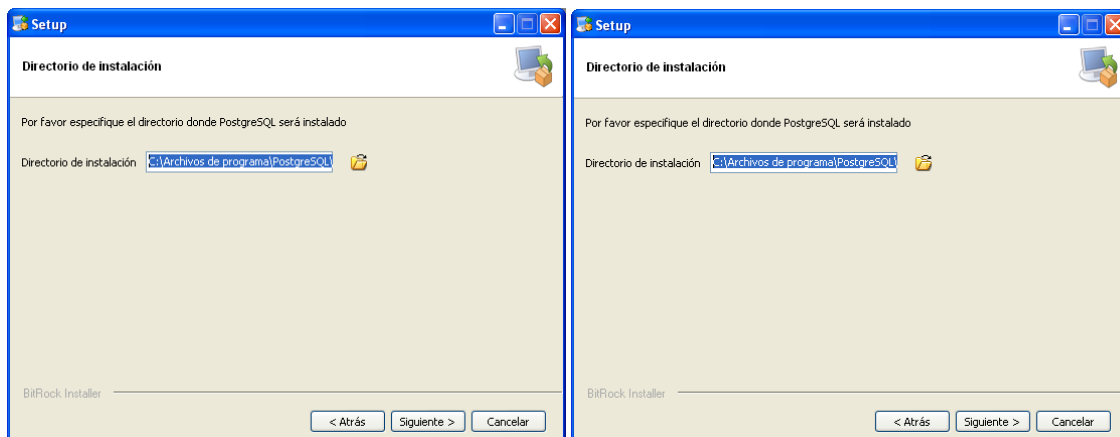 Setup
Directorio de instalación
Por favor especifique el directorio donde PostgreSQL será instalado
Directorio de instalación C:\Archivos de programa\PostgreSQL\
BitRock Installer
< Atrás Siguiente > Cancelar
Setup
Directorio de instalación
Por favor especifique el directorio donde PostgreSQL será instalado
Directorio de instalación C:\Archivos de programa\PostgreSQL\
BitRock Installer
< Atrás Siguiente > Cancelar